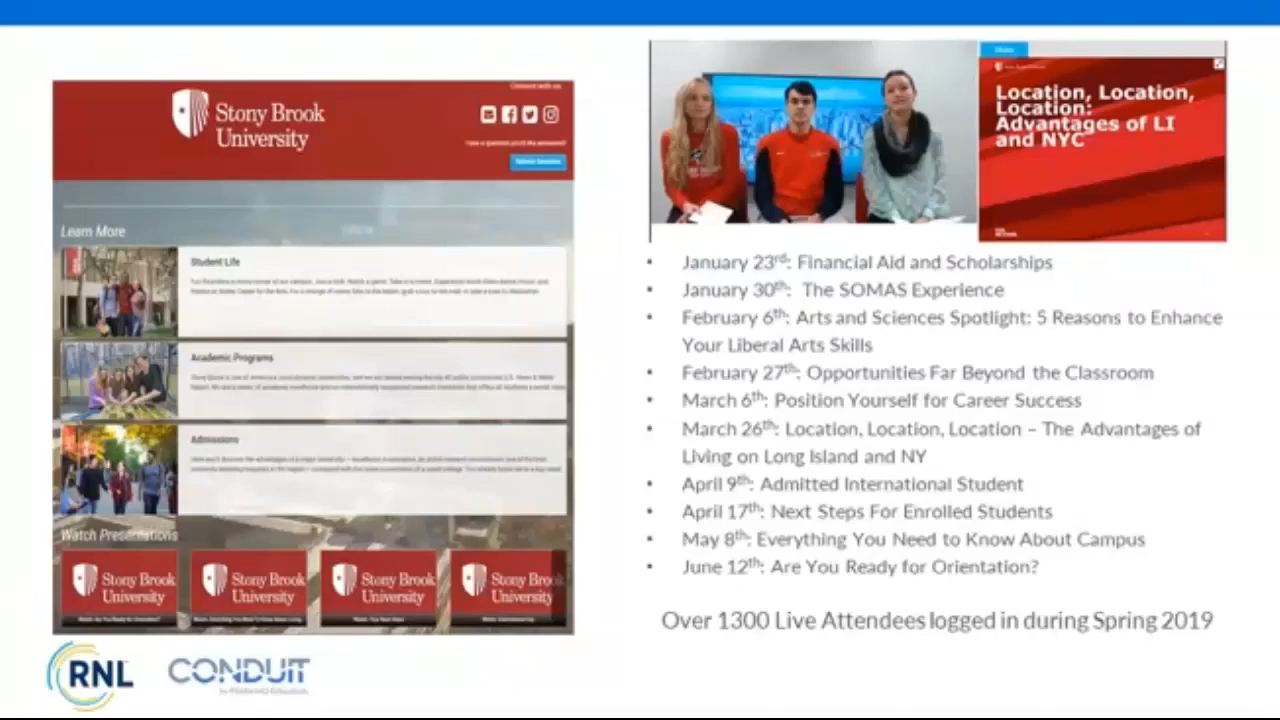 Connect with us:
Stony Brook
University
Have a question you'd like answered?
Submit Question
Learn More
Student Life
Academic Programs
Admissions
Watch Presentations
Stony Brook
University
Stony Brook
University
Stony Brook
University
Stony Brook
University
Location, Location,
Location:
Advantages of LI
and NYC
• January 23rd: Financial Aid and Scholarships
• January 30th: The SOMAS Experience
• February 6th: Arts and Sciences Spotlight: 5 Reasons to Enhance
Your Liberal Arts Skills
• February 27th: Opportunities Far Beyond the Classroom
• March 6th: Position Yourself for Career Success
• March 26th: Location, Location, Location – The Advantages of
Living on Long Island and NY
• April 9th: Admitted International Student
• April 17th: Next Steps For Enrolled Students
• May 8th: Everything You Need to Know About Campus
• June 12th: Are You Ready for Orientation?
Over 1300 Live Attendees logged in during Spring 2019
RNL
CONDUIT